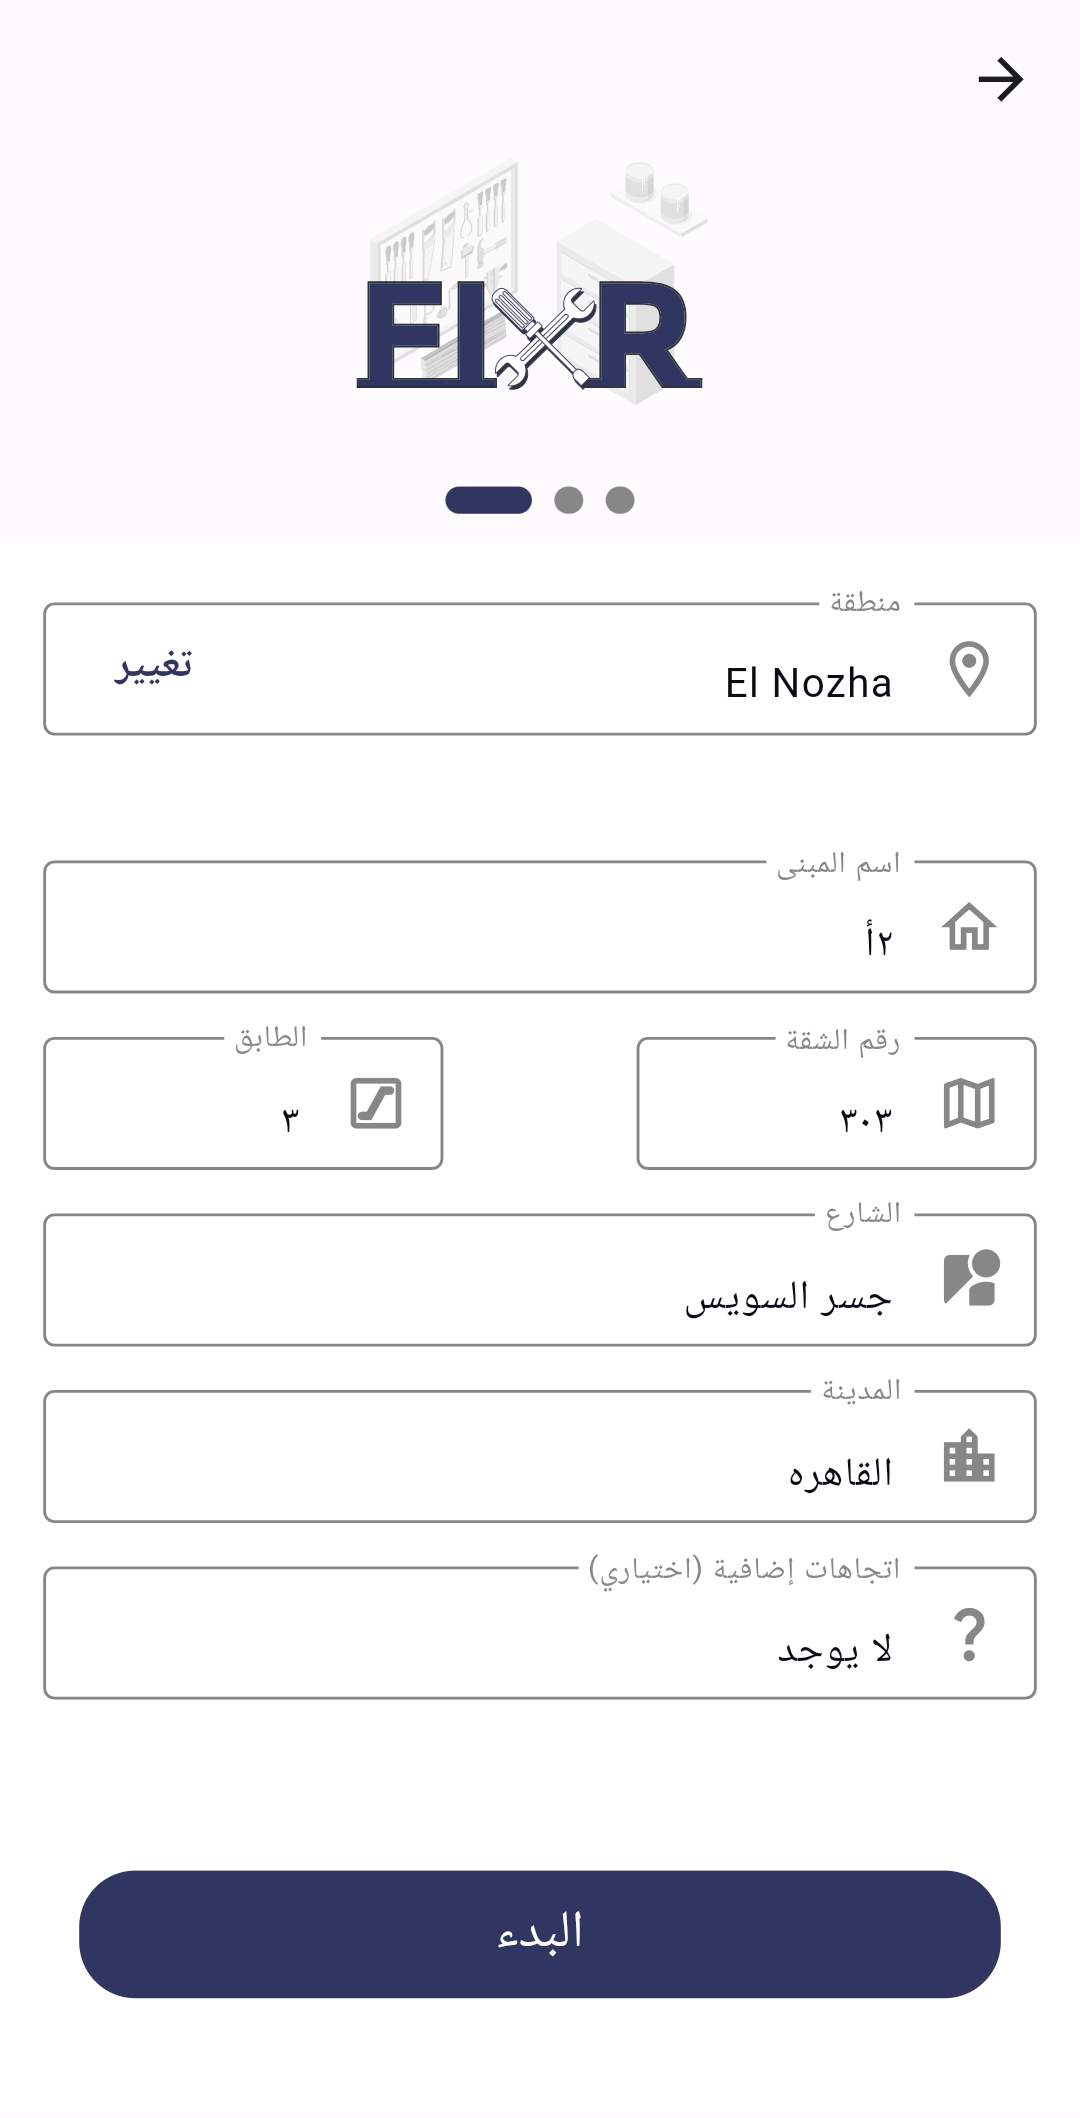 FIXR
منطقة
El Nozha
تغيير
اسم المبنى
٢أ
رقم الشقة
٣٠٣
الطابق
٣
الشارع
جسر السويس
المدينة
القاهره
اتجاهات إضافية (اختياري)
لا يوجد
البدء